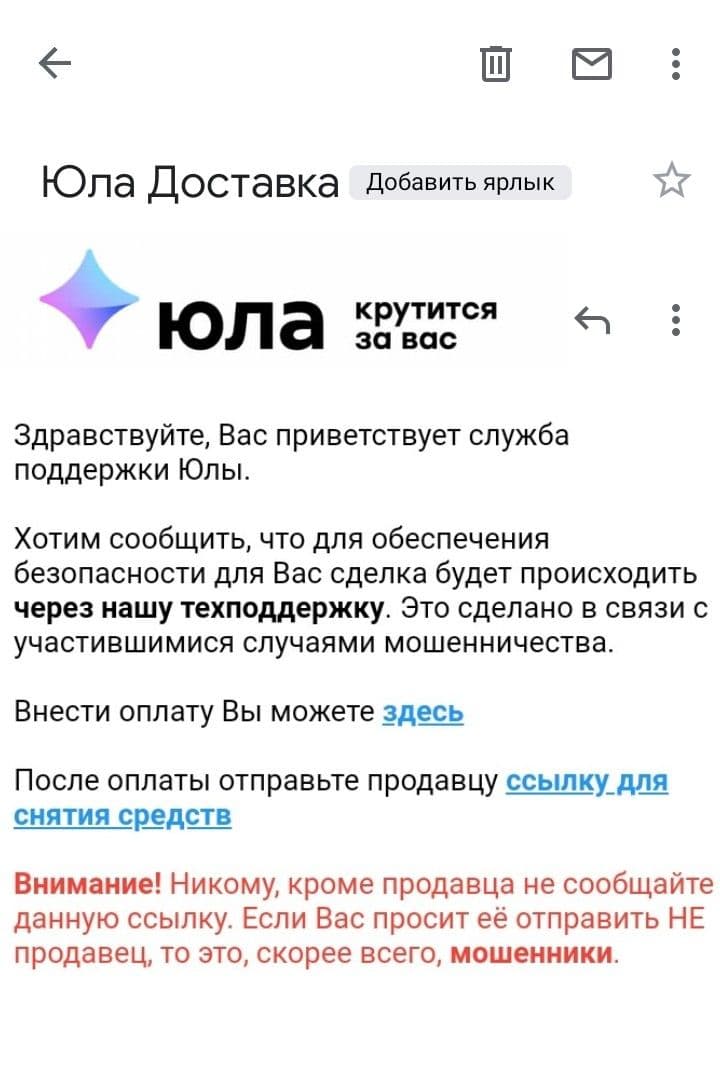 Юла Доставка Добавить ярлык
юла крутится
за вас
Здравствуйте, Вас приветствует служба
поддержки Юлы.
Хотим сообщить, что для обеспечения
безопасности для Вас сделка будет происходить
через нашу техподдержку. Это сделано в связи с
участившимися случаями мошенничества.
Внести оплату Вы можете здесь
После оплаты отправьте продавцу ссылку для
снятия средств
Внимание! Никому, кроме продавца не сообщайте
данную ссылку. Если Вас просит её отправить НЕ
продавец, то это, скорее всего, мошенники.